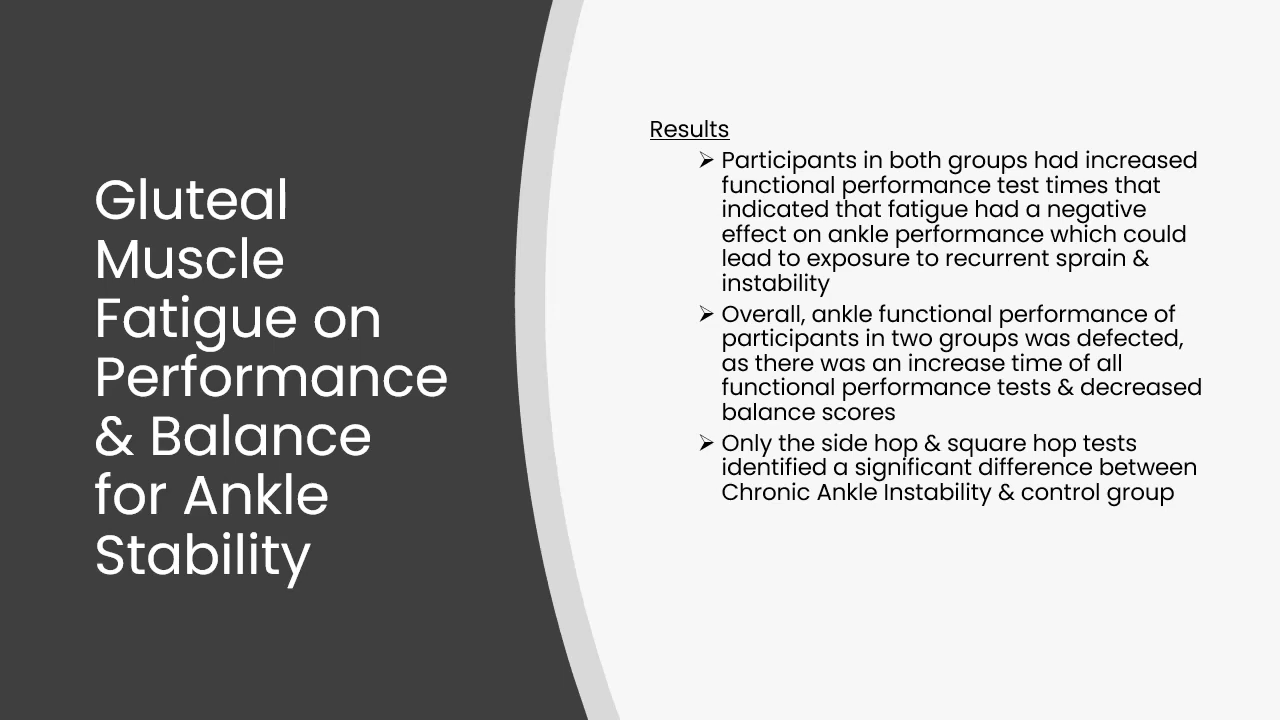 Gluteal
Muscle
Fatigue on
Performance
& Balance
for Ankle
Stability
Results
➢ Participants in both groups had increased
functional performance test times that
indicated that fatigue had a negative
effect on ankle performance which could
lead to exposure to recurrent sprain &
instability
➢ Overall, ankle functional performance of
participants in two groups was defected,
as there was an increase time of all
functional performance tests & decreased
balance scores
➢ Only the side hop & square hop tests
identified a significant difference between
Chronic Ankle Instability & control group